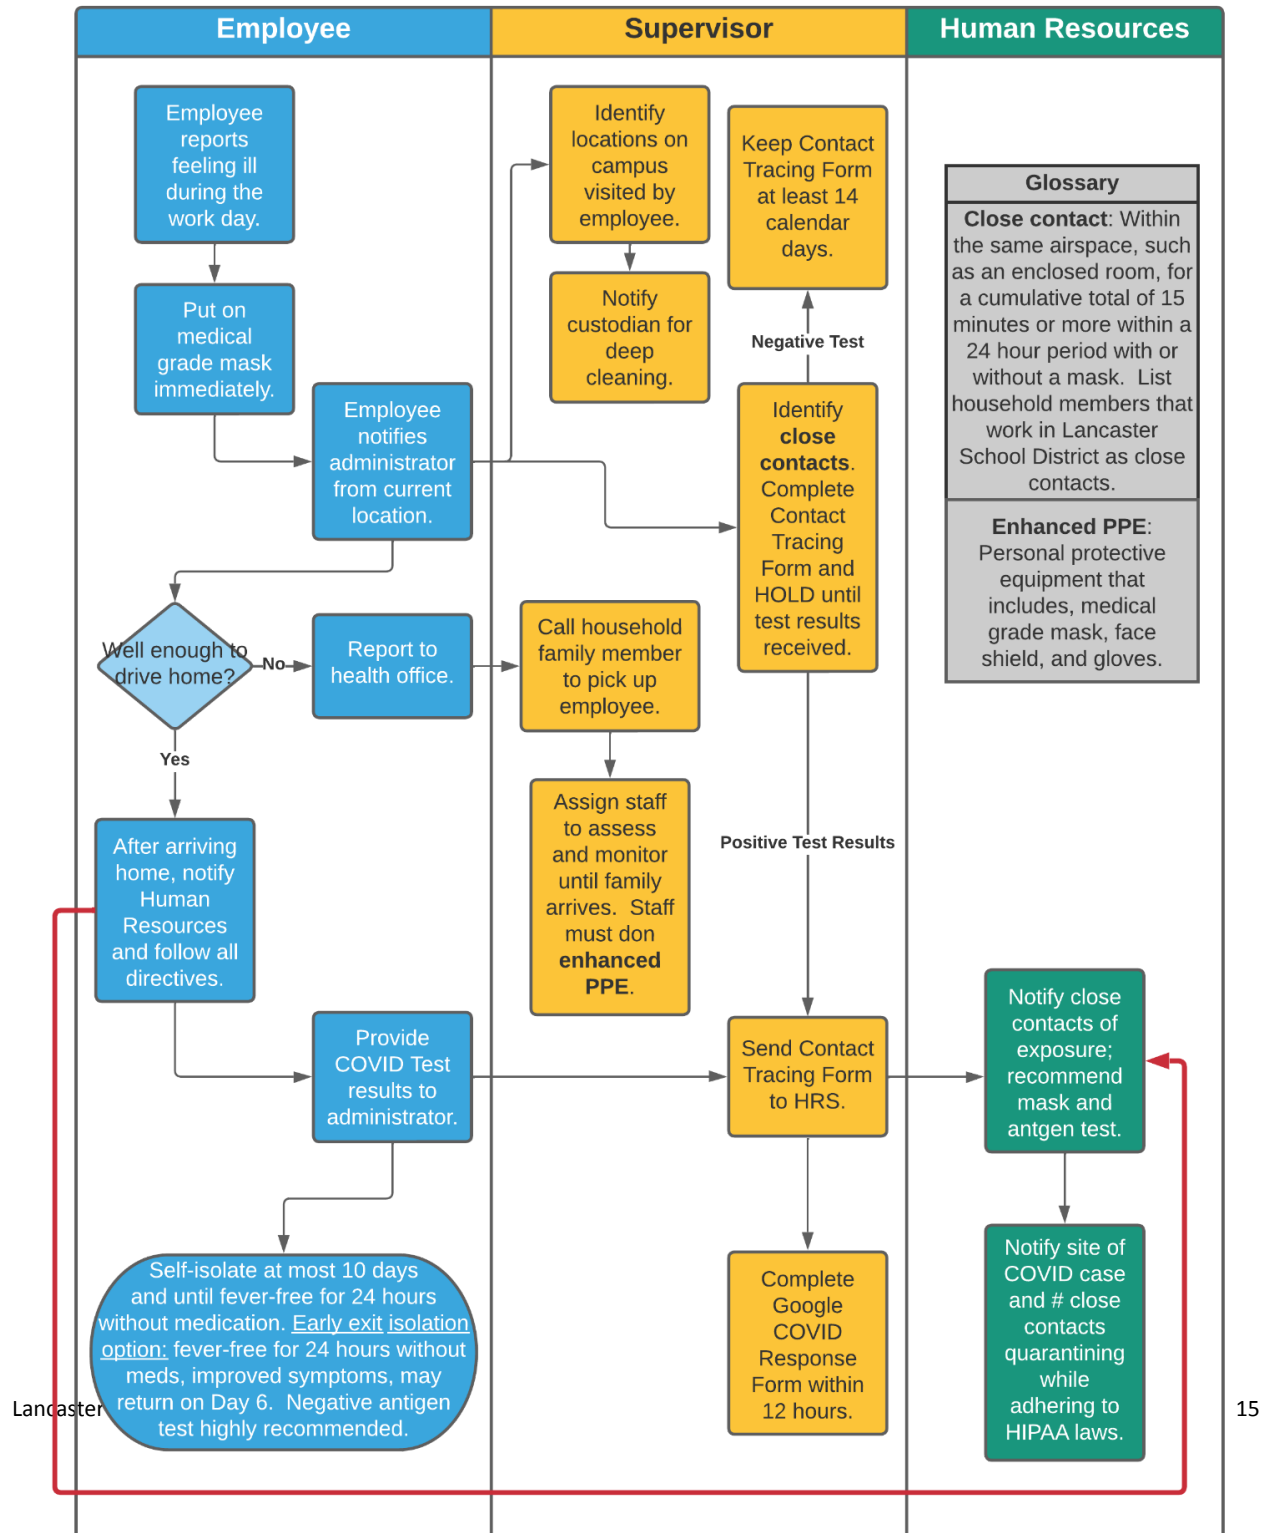 Employee
Supervisor
Human Resources
Employee
reports
feeling ill
during the
work day.
Put on
medical
grade mask
immediately.
Employee
notifies
administrator
from current
location.
Well enough to
drive home?
No
Report to
health office.
Yes
After arriving
home, notify
Human
Resources
and follow all
directives.
Provide
COVID Test
results to
administrator.
Self-isolate at most 10 days
and until fever-free for 24 hours
without medication. Early exit isolation
option: fever-free for 24 hours without
meds, improved symptoms, may
return on Day 6.  Negative antigen
test highly recommended.
Identify
locations on
campus
visited by
employee.
Notify
custodian for
deep
cleaning.
Keep Contact
Tracing Form
at least 14
calendar
days.
Negative Test
Identify
close
contacts.
Complete
Contact
Tracing
Form and
HOLD until
test results
received.
Call household
family member
to pick up
employee.
Assign staff
to assess
and monitor
until family
arrives.  Staff
must don
enhanced
PPE.
Positive Test Results
Send Contact
Tracing Form
to HRS.
Complete
Google
COVID
Response
Form within
12 hours.
Glossary
Close contact: Within
the same airspace, such
as an enclosed room, for
a cumulative total of 15
minutes or more within a
24 hour period with or
without a mask.  List
household members that
work in Lancaster
School District as close
contacts.
Enhanced PPE:
Personal protective
equipment that
includes, medical
grade mask, face
shield, and gloves.
Notify close
contacts of
exposure;
recommend
mask and
antgen test.
Notify site of
COVID case
and # close
contacts
quarantining
while
adhering to
HIPAA laws.
Lancaster
15